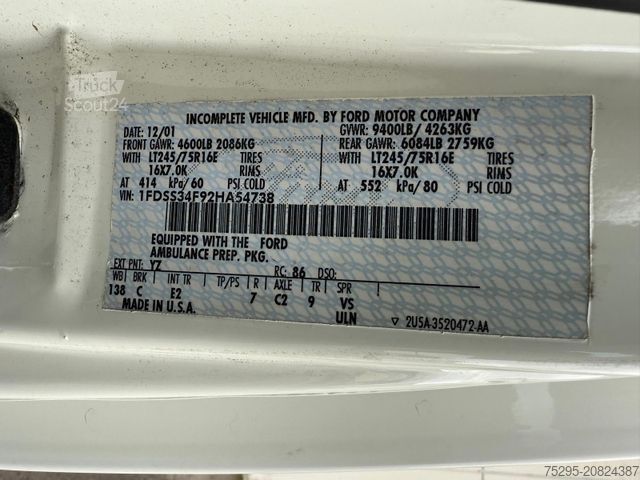 Truck
Scout24
INCOMPLETE VEHICLE MFD. BY FORD MOTOR COMPANY
DATE: 12/01 GVWR: 9400LB / 4263KG
FRONT GAWR: 4600LB 2086KG REAR GAWR: 6084LB 2759KG
WITH LT245/75R16E TIRES WITH LT245/75R16E TIRES
16X7.0K RIMS 16X7.0K RIMS
AT 414 kPa/60 PSI COLD AT 552 kPa/80 PSI COLD
VIN: 1FDSS34F92HA54738
EQUIPPED WITH THE FORD
AMBULANCE PREP. PKG.
EXT PNT: YZ RC: 86 DSO:
WB BRK INT TR TP/PS R AXLE TR SPR
138 C E2 7 C2 9 VS
MADE IN U.S.A. ULN ▽ 2U5A-3520472-AA
75295-20824387